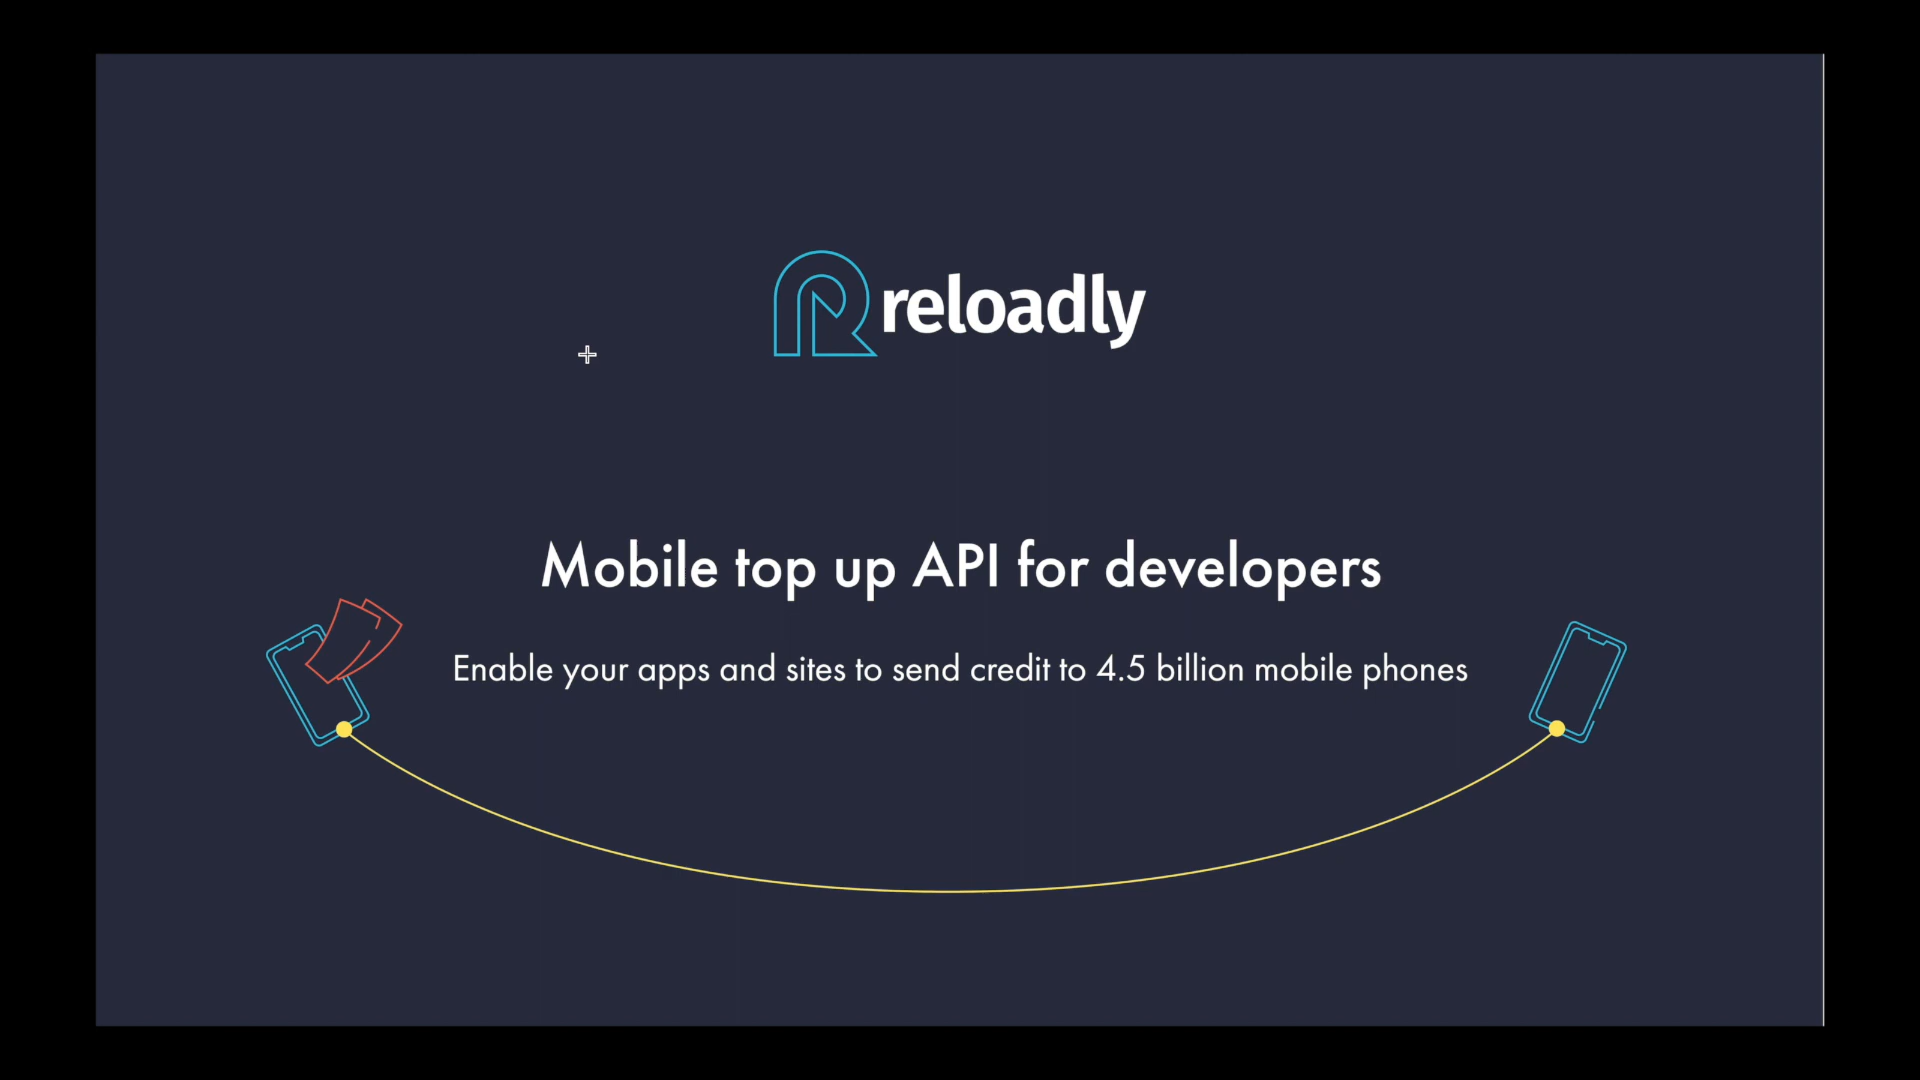 reloadly
Mobile top up API for developers
Enable your apps and sites to send credit to 4.5 billion mobile phones